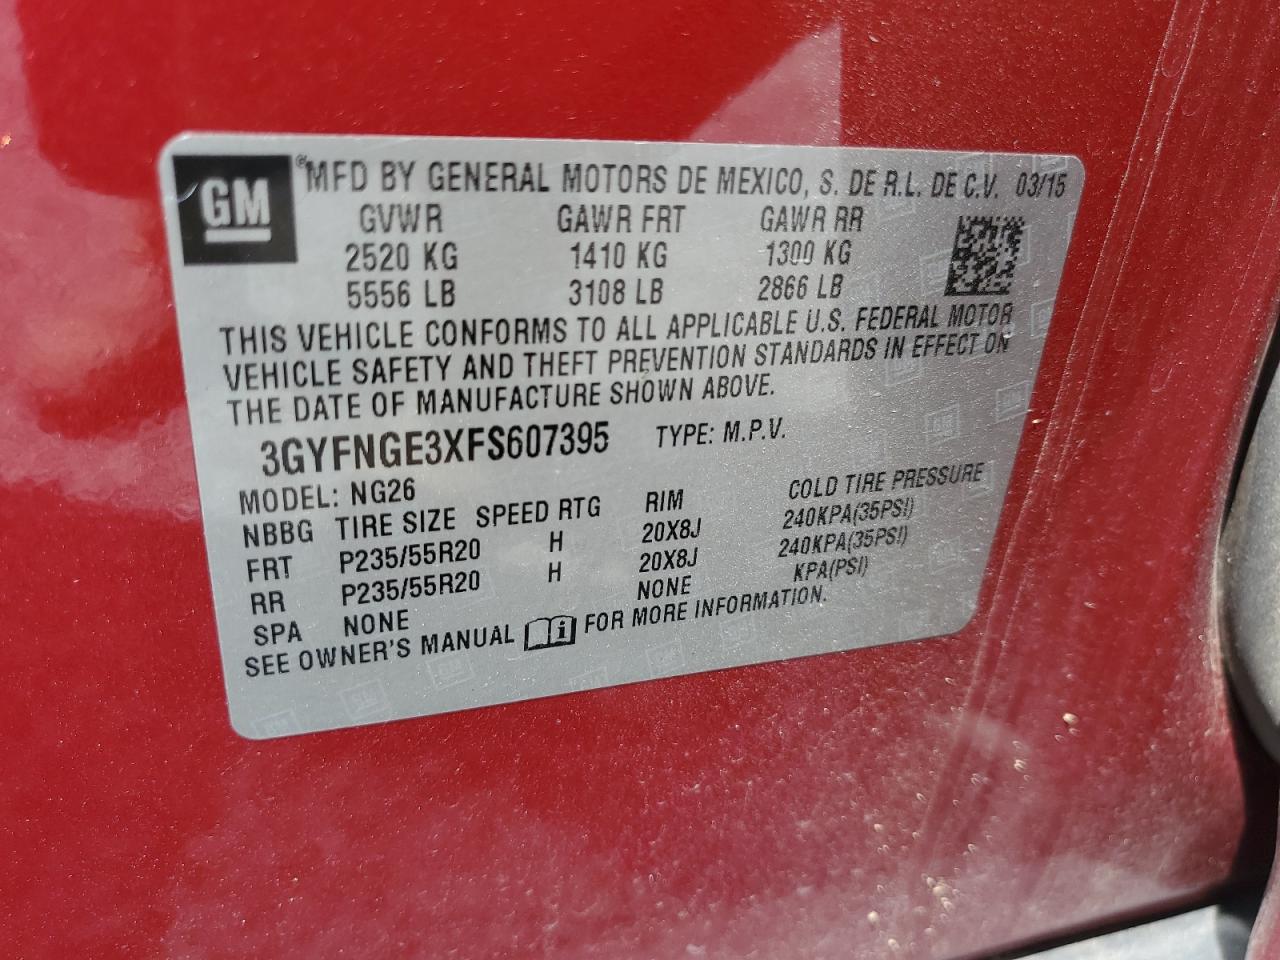 GM
® MFD BY GENERAL MOTORS DE MEXICO, S. DE R.L. DE C.V. 03/15
GVWR GAWR FRT GAWR RR
2520 KG 1410 KG 1300 KG
5556 LB 3108 LB 2866 LB
THIS VEHICLE CONFORMS TO ALL APPLICABLE U.S. FEDERAL MOTOR
VEHICLE SAFETY AND THEFT PREVENTION STANDARDS IN EFFECT ON
THE DATE OF MANUFACTURE SHOWN ABOVE.
3GYFNGE3XFS607395 TYPE: M.P.V.
MODEL: NG26
NBBG TIRE SIZE SPEED RTG RIM COLD TIRE PRESSURE
FRT P235/55R20 H 20X8J 240KPA(35PSI)
RR P235/55R20 H 20X8J 240KPA(35PSI)
SPA NONE NONE KPA(PSI)
SEE OWNER'S MANUAL FOR MORE INFORMATION.